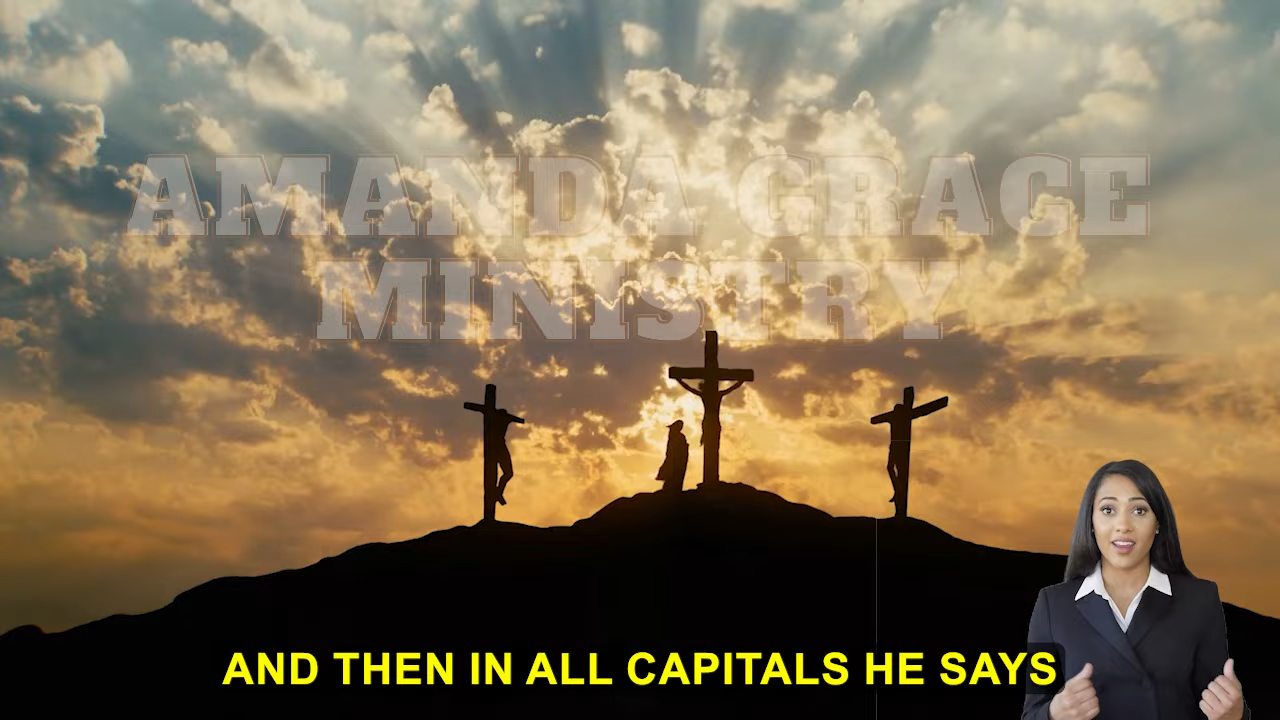 AMANDA GRACE
MINISTRY
AND THEN IN ALL CAPITALS HE SAYS